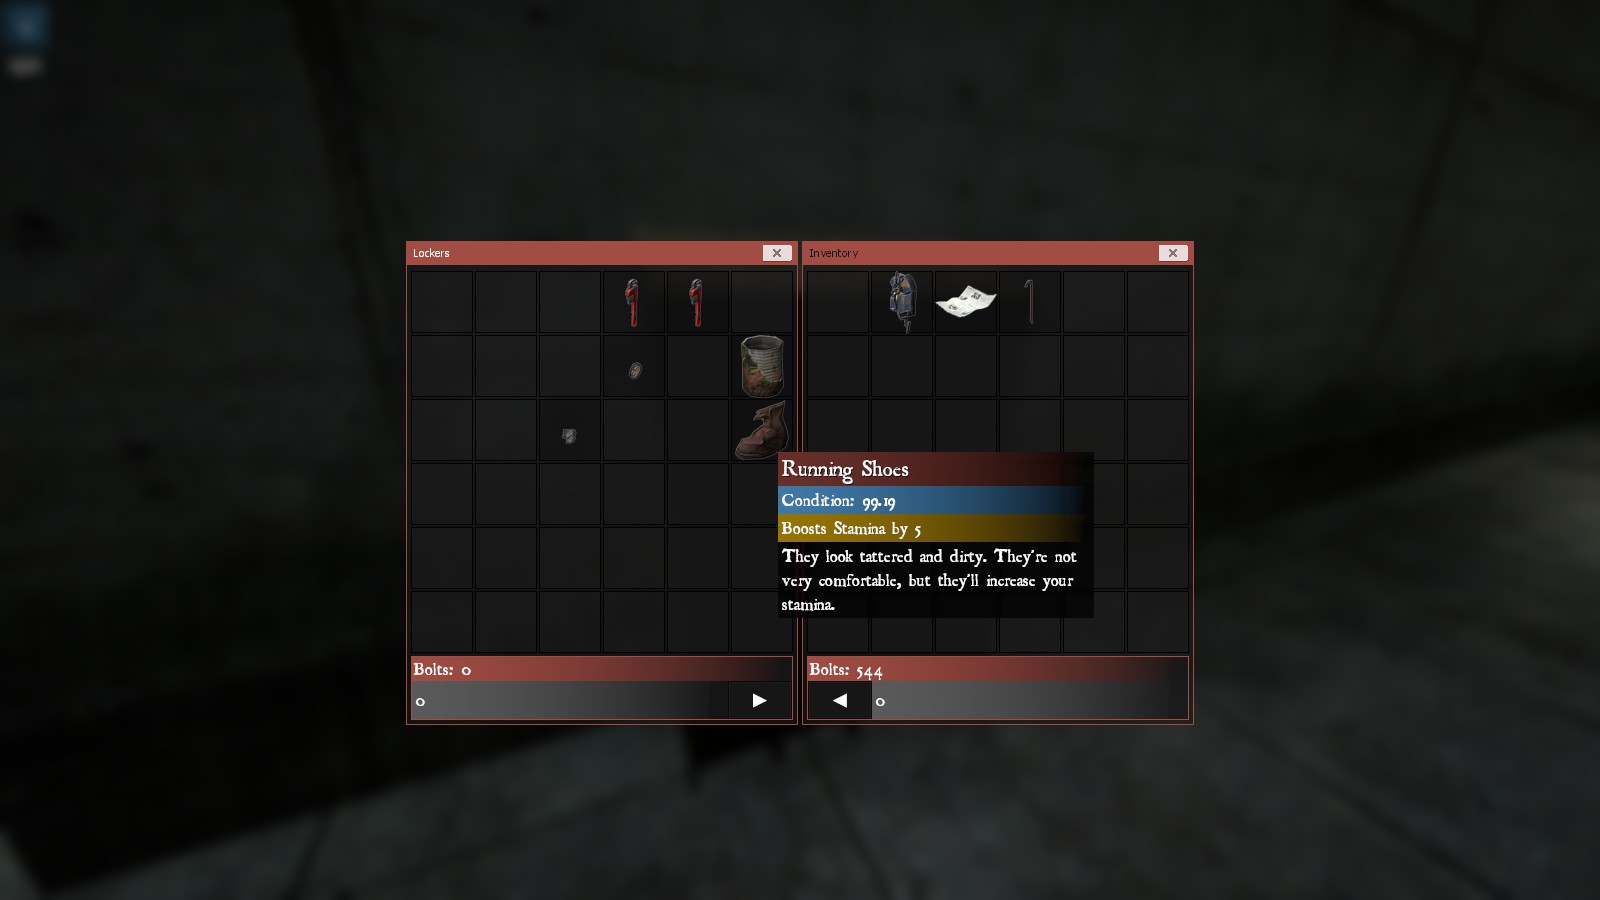 Lockers
Inventory
Running Shoes
Condition: 99.19
Boosts Stamina by 5
They look tattered and dirty. They're not
very comfortable, but they'll increase your
stamina.
Bolts: 0
Bolts: 544
0
0